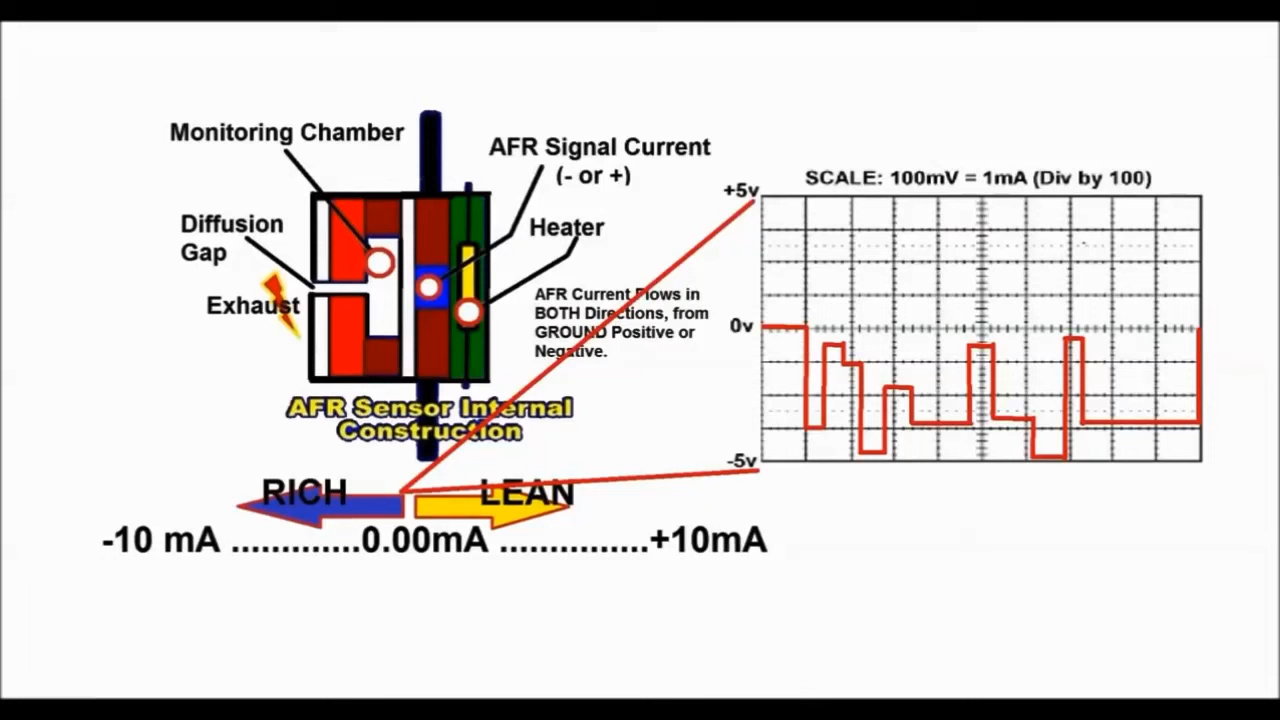 Monitoring Chamber
AFR Signal Current
(- or +)
Diffusion
Gap
Heater
Exhaust
AFR Current Flows in
BOTH Directions, from
GROUND Positive or
Negative.
AFR Sensor Internal
Construction
SCALE: 100mV = 1mA (Div by 100)
+5v
0v
-5v
RICH
LEAN
-10 mA .............0.00mA ...............+10mA